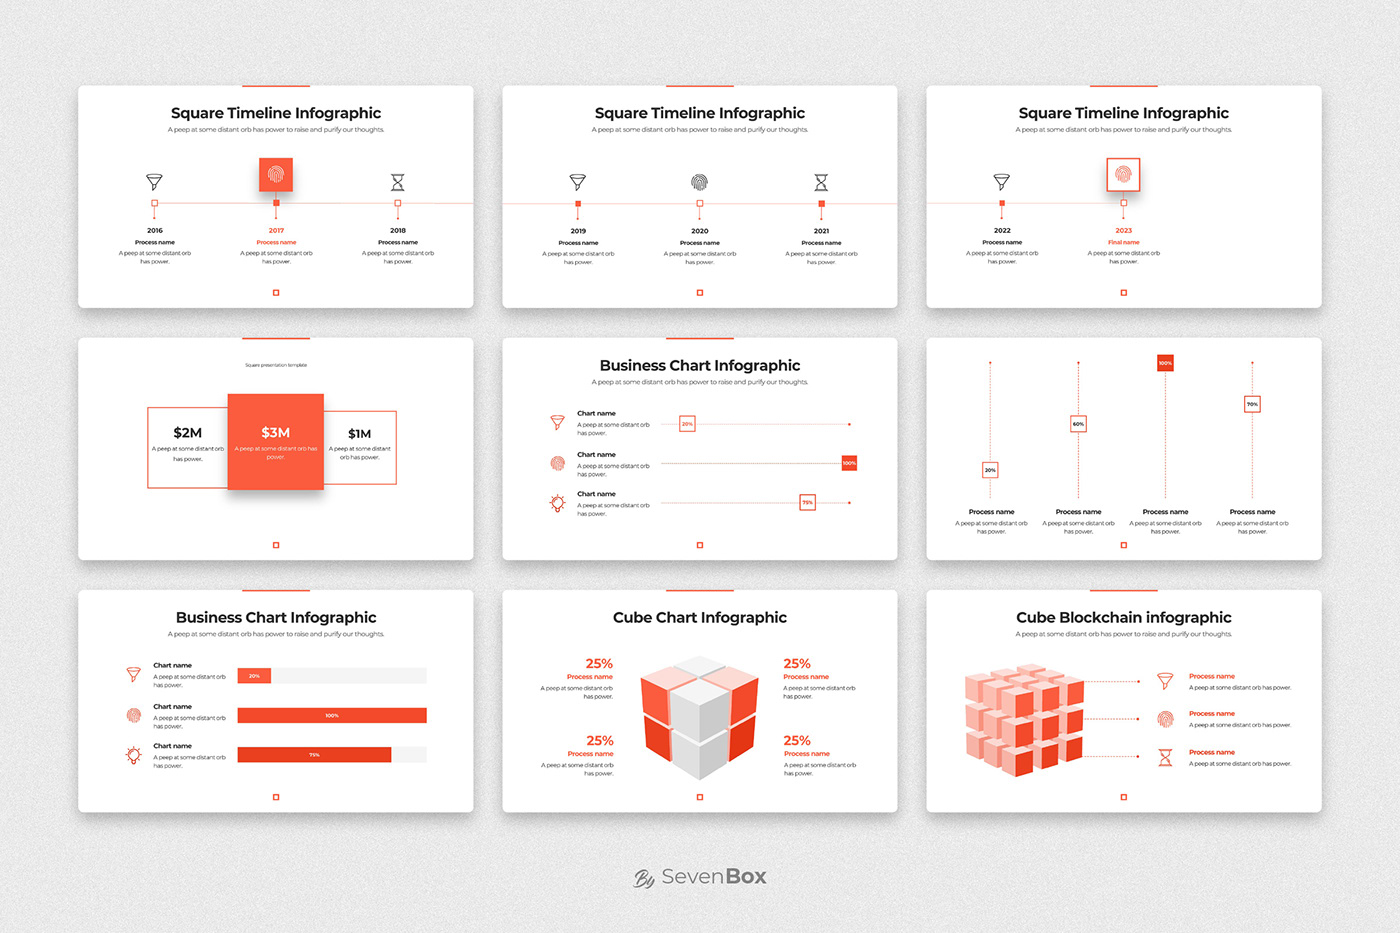 Square Timeline Infographic
A peep at some distant orb has power to raise and purify our thoughts.
2016
Process name
A peep at some distant orb
has power.
2017
Process name
A peep at some distant orb
has power.
2018
Process name
A peep at some distant orb
has power.
Square Timeline Infographic
A peep at some distant orb has power to raise and purify our thoughts.
2019
Process name
A peep at some distant orb
has power.
2020
Process name
A peep at some distant orb
has power.
2021
Process name
A peep at some distant orb
has power.
Square Timeline Infographic
A peep at some distant orb has power to raise and purify our thoughts.
2022
Process name
A peep at some distant orb
has power.
2023
Final name
A peep at some distant orb
has power.
Square presentation template
$2M
A peep at some distant orb
has power.
$3M
A peep at some distant orb has
power.
$1M
A peep at some distant
orb has power.
Business Chart Infographic
A peep at some distant orb has power to raise and purify our thoughts.
Chart name
A peep at some distant orb
has power.
20%
Chart name
A peep at some distant orb
has power.
100%
Chart name
A peep at some distant orb
has power.
75%
100%
70%
60%
20%
Process name
A peep at some distant orb
has power.
Process name
A peep at some distant orb
has power.
Process name
A peep at some distant orb
has power.
Process name
A peep at some distant orb
has power.
Business Chart Infographic
A peep at some distant orb has power to raise and purify our thoughts.
Chart name
A peep at some distant orb
has power.
20%
Chart name
A peep at some distant orb
has power.
100%
Chart name
A peep at some distant orb
has power.
75%
Cube Chart Infographic
25%
Process name
A peep at some distant orb
has power.
25%
Process name
A peep at some distant orb
has power.
25%
Process name
A peep at some distant orb
has power.
25%
Process name
A peep at some distant orb
has power.
Cube Blockchain infographic
A peep at some distant orb has power to raise and purify our thoughts.
Process name
A peep at some distant orb has power.
Process name
A peep at some distant orb has power.
Process name
A peep at some distant orb has power.
By SevenBox